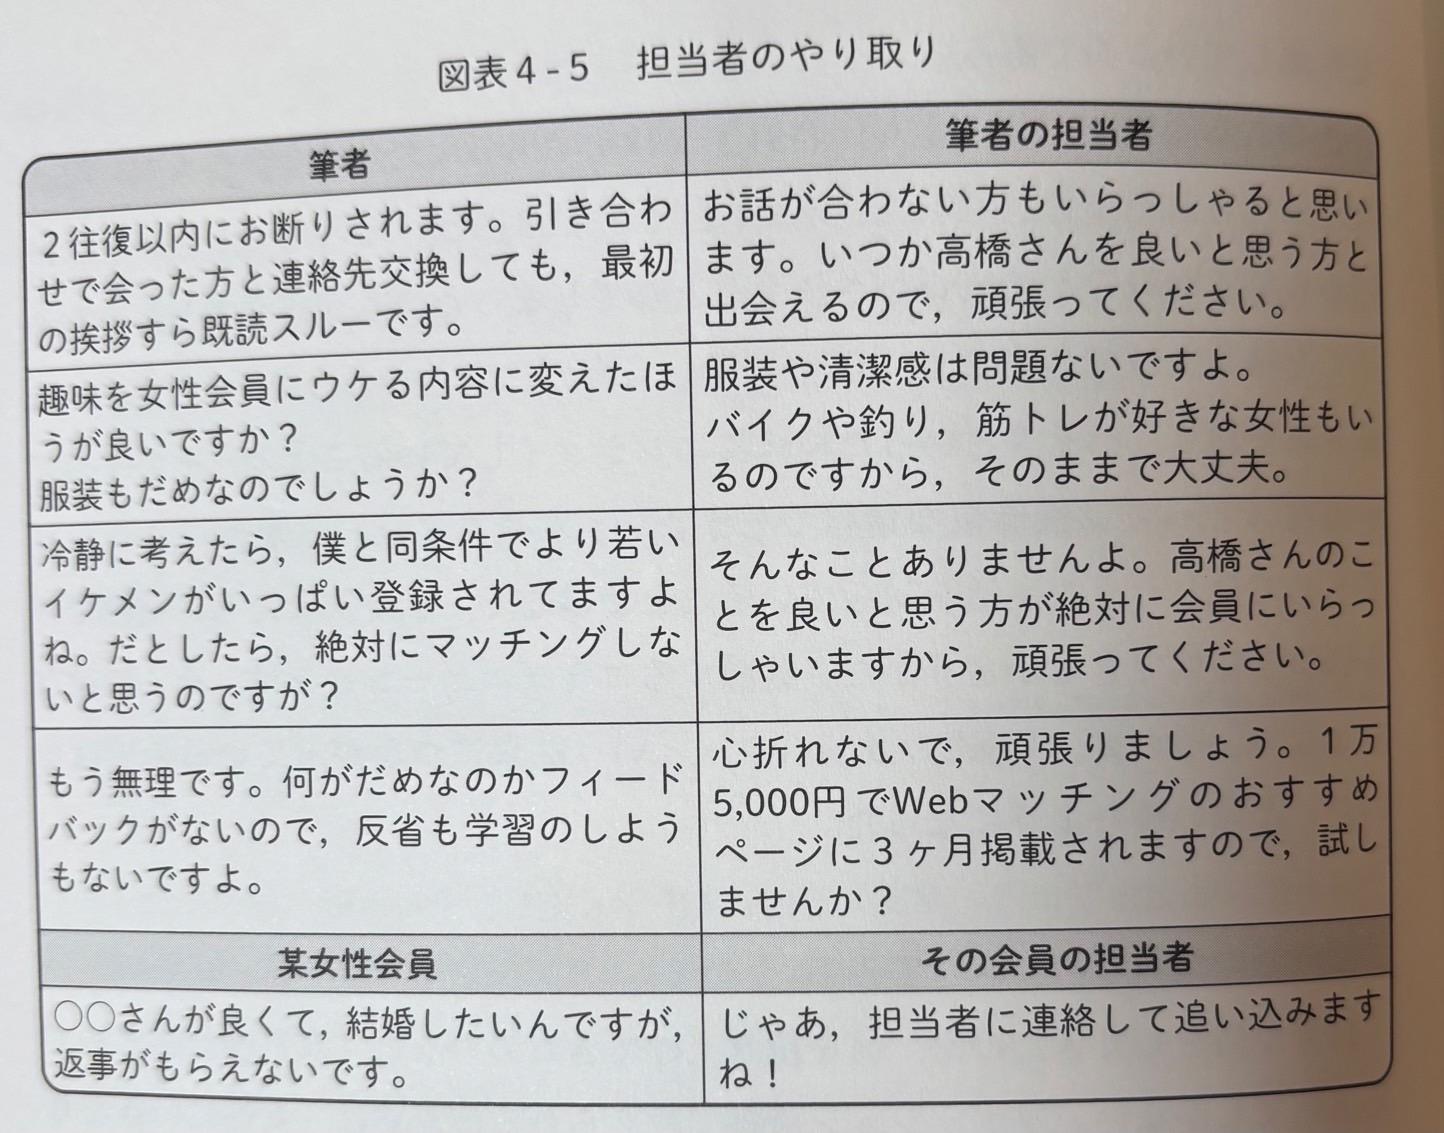 図表4-5　担当者のやり取り
筆者
筆者の担当者
2往復以内にお断りされます。引き合わ
せで会った方と連絡先交換しても，最初
の挨拶すら既読スルーです。
お話が合わない方もいらっしゃると思い
ます。いつか高橋さんを良いと思う方と
出会えるので，頑張ってください。
趣味を女性会員にウケる内容に変えたほ
うが良いですか？
服装もだめなのでしょうか？
服装や清潔感は問題ないですよ。
バイクや釣り，筋トレが好きな女性もい
るのですから，そのままで大丈夫。
冷静に考えたら，僕と同条件でより若い
イケメンがいっぱい登録されてますよ
ね。だとしたら，絶対にマッチングしな
いと思うのですが？
そんなことありませんよ。高橋さんのこ
とを良いと思う方が絶対に会員にいらっ
しゃいますから，頑張ってください。
もう無理です。何がだめなのかフィード
バックがないので，反省も学習のしよう
もないですよ。
心折れないで，頑張りましょう。1万
5,000円でWebマッチングのおすすめ
ページに3ヶ月掲載されますので，試し
ませんか？
某女性会員
その会員の担当者
○○さんが良くて，結婚したいんですが，
返事がもらえないです。
じゃあ，担当者に連絡して追い込みます
ね！